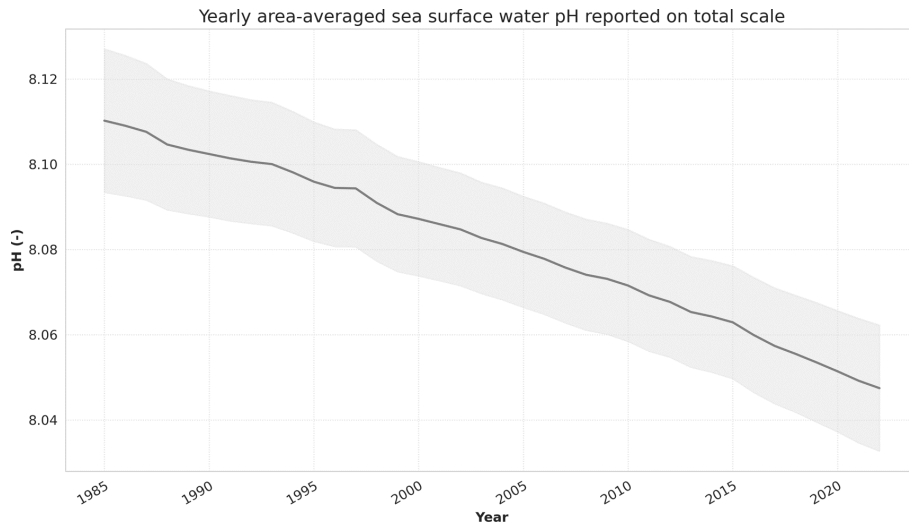 Yearly area-averaged sea surface water pH reported on total scale
8.12
8.10
8.08
8.06
8.04
pH (-)
1985 1990 1995 2000 2005 2010 2015 2020
Year